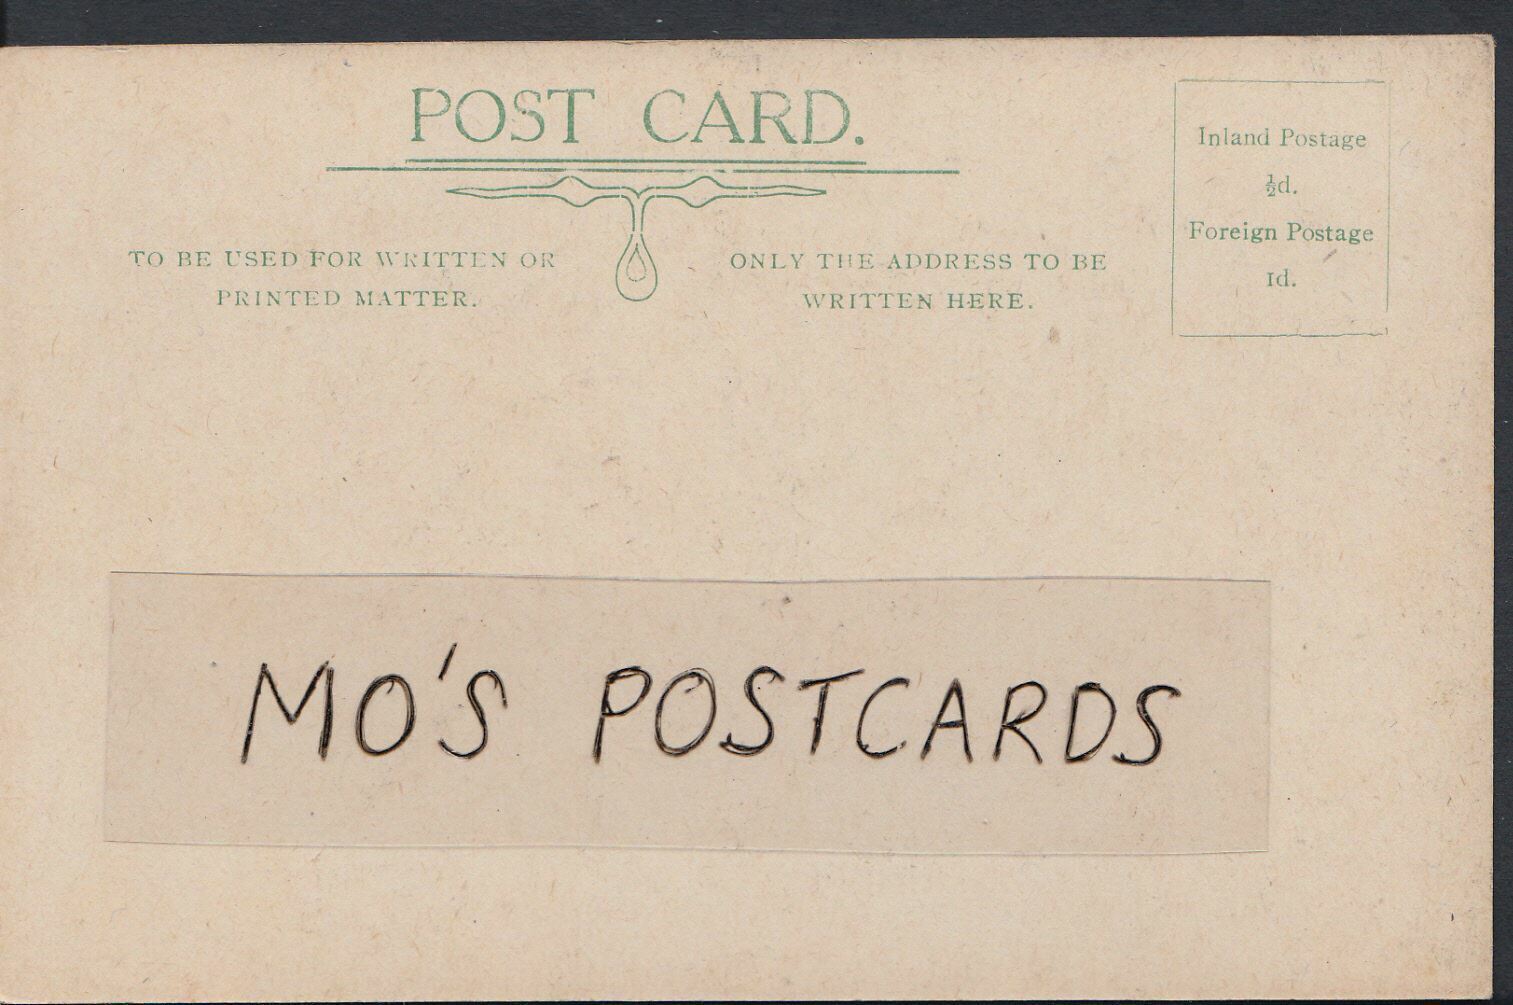 POST CARD.
TO BE USED FOR WRITTEN OR
PRINTED MATTER.
ONLY THE ADDRESS TO BE
WRITTEN HERE.
Inland Postage
½d.
Foreign Postage
1d.
MO'S POSTCARDS